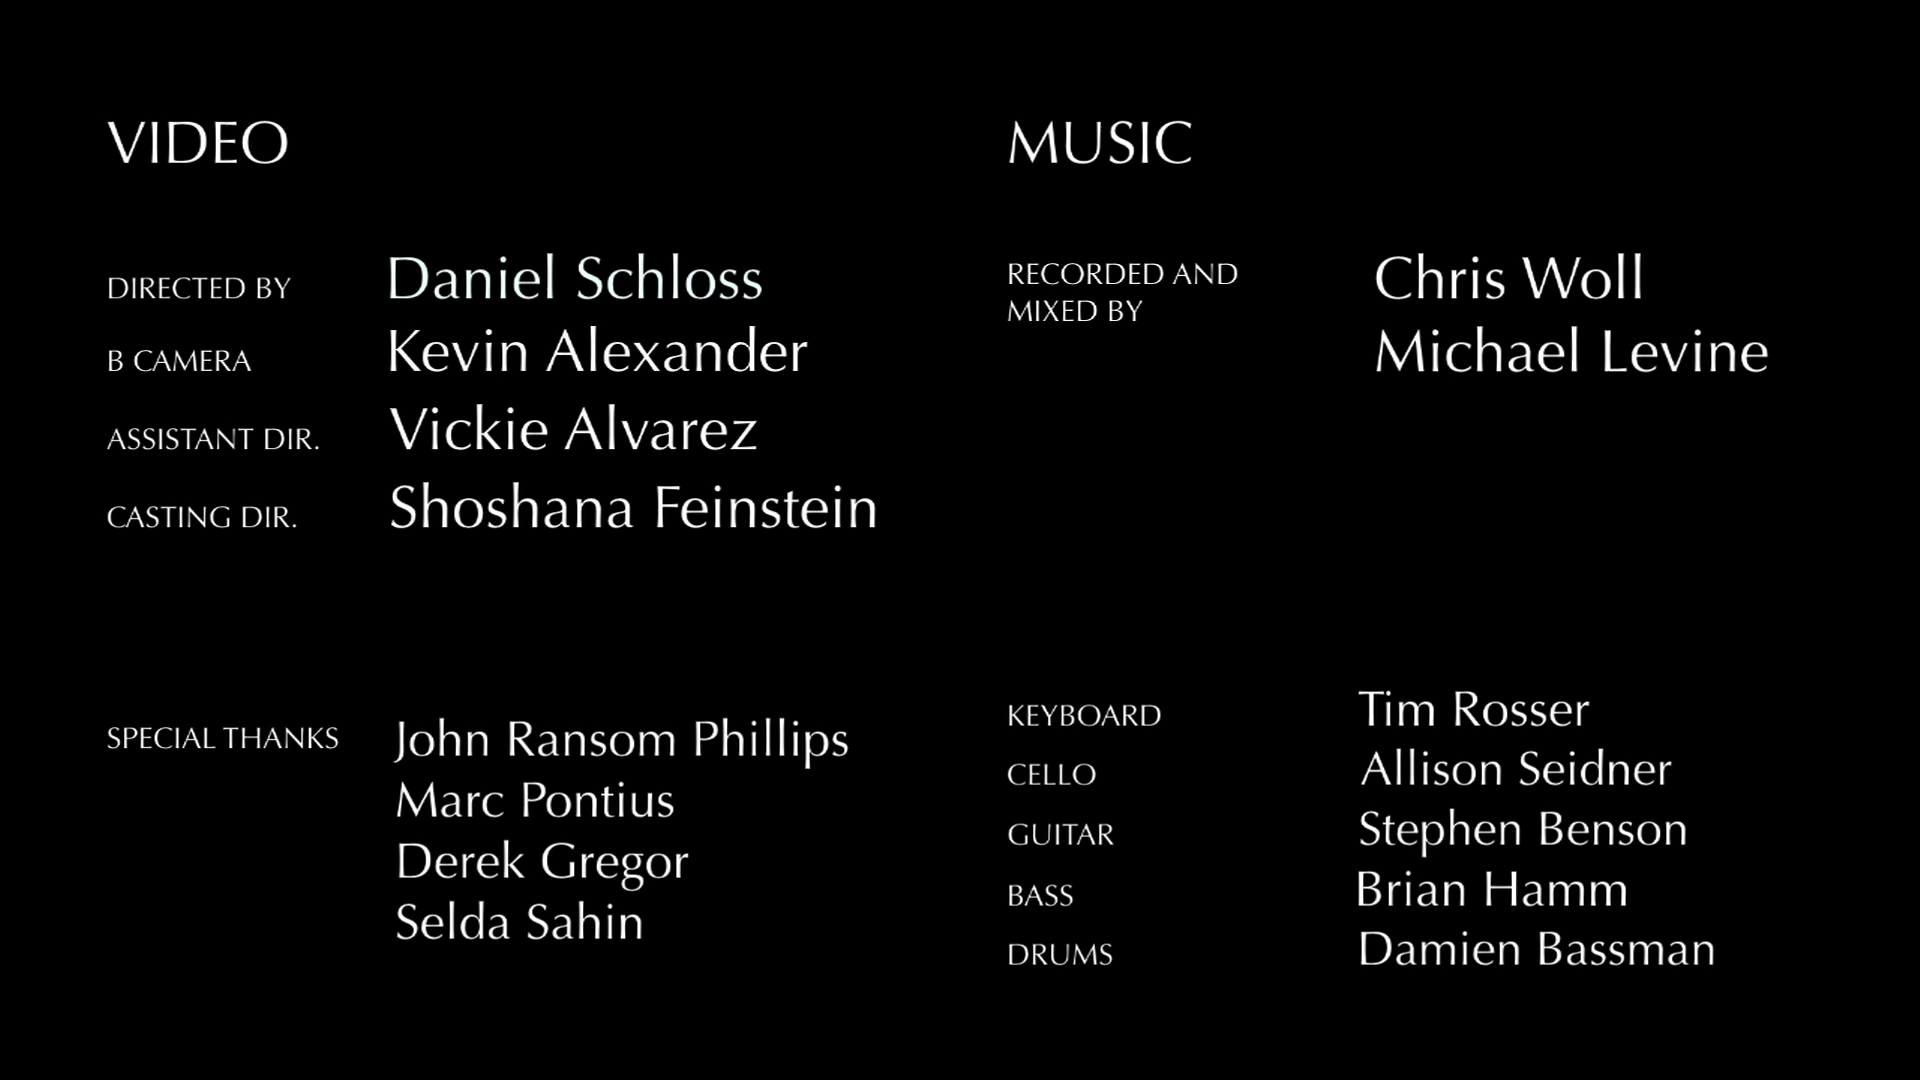 VIDEO
DIRECTED BY Daniel Schloss
B CAMERA Kevin Alexander
ASSISTANT DIR. Vickie Alvarez
CASTING DIR. Shoshana Feinstein
SPECIAL THANKS John Ransom Phillips
Marc Pontius
Derek Gregor
Selda Sahin
MUSIC
RECORDED AND Chris Woll
MIXED BY Michael Levine
KEYBOARD Tim Rosser
CELLO Allison Seidner
GUITAR Stephen Benson
BASS Brian Hamm
DRUMS Damien Bassman